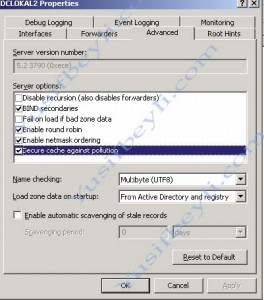 DCLOKAL2 Properties
Debug Logging
Event Logging
Monitoring
Interfaces
Forwarders
Advanced
Root Hints
Server version number:
5.2 3790 (0xece)
Server options:
Disable recursion (also disables forwarders)
BIND secondaries
Fail on load if bad zone data
Enable round robin
Enable netmask ordering
Secure cache against pollution
Name checking:
Multibyte (UTF8)
Load zone data on startup:
From Active Directory and registry
Enable automatic scavenging of stale records
Scavenging period:
0
days
Reset to Default
OK
Cancel
Apply